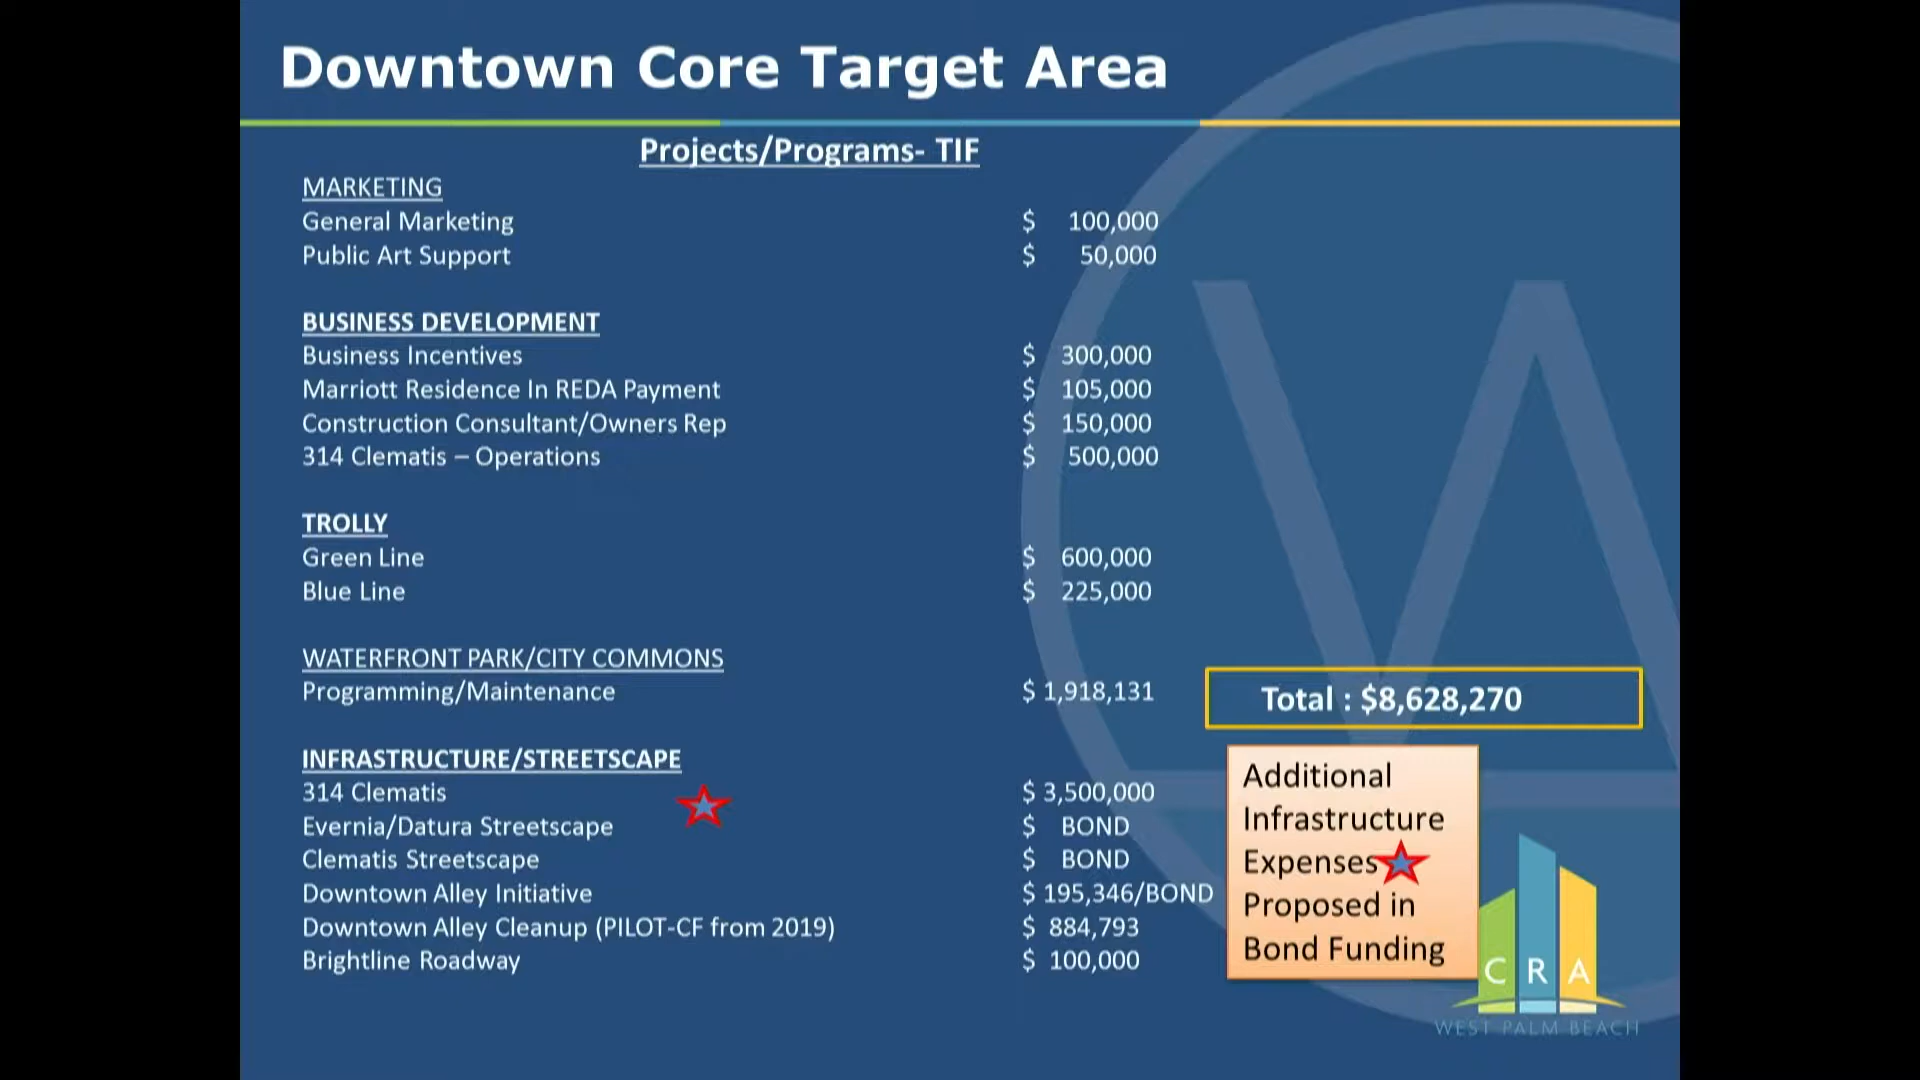 Downtown Core Target Area
Projects/Programs- TIF
MARKETING
General Marketing $ 100,000
Public Art Support $ 50,000
BUSINESS DEVELOPMENT
Business Incentives $ 300,000
Marriott Residence In REDA Payment $ 105,000
Construction Consultant/Owners Rep $ 150,000
314 Clematis – Operations $ 500,000
TROLLY
Green Line $ 600,000
Blue Line $ 225,000
WATERFRONT PARK/CITY COMMONS
Programming/Maintenance $ 1,918,131
Total : $8,628,270
INFRASTRUCTURE/STREETSCAPE
314 Clematis $ 3,500,000
Evernia/Datura Streetscape $ BOND
Clematis Streetscape $ BOND
Downtown Alley Initiative $ 195,346/BOND
Downtown Alley Cleanup (PILOT-CF from 2019) $ 884,793
Brightline Roadway $ 100,000
Additional
Infrastructure
Expenses
Proposed in
Bond Funding
CRA
WEST PALM BEACH